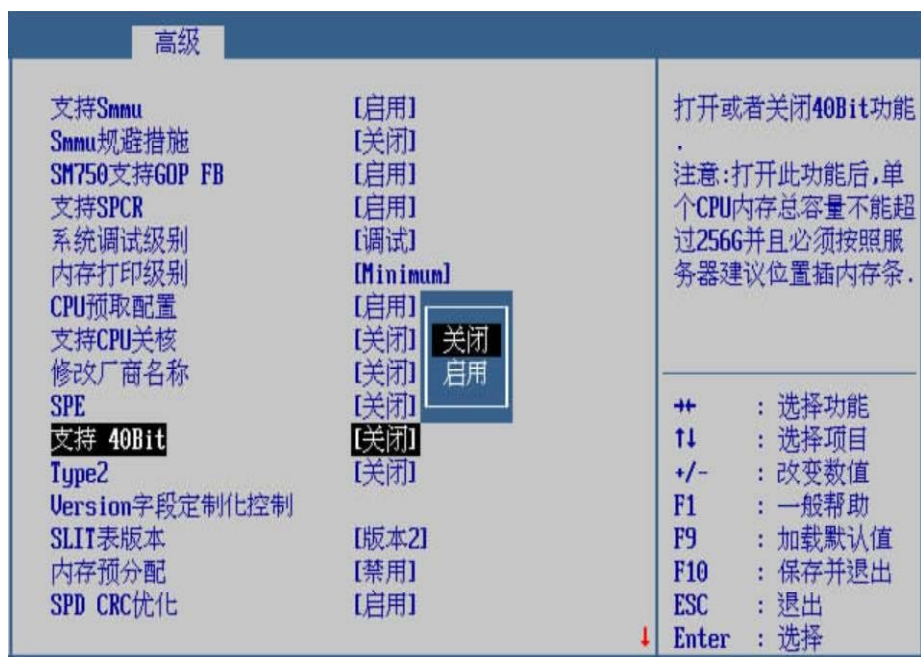 高级
支持Smmu [启用]
Smmu规避措施 [关闭]
SM750支持GOP FB [启用]
支持SPCR [启用]
系统调试级别 [调试]
内存打印级别 [Minimum]
CPU预取配置 [启用]
支持CPU关核 [关闭]
修改厂商名称 [关闭]
SPE [关闭]
支持 40Bit [关闭]
Type2 [关闭]
Version字段定制化控制
SLIT表版本 [版本2]
内存预分配 [禁用]
SPD CRC优化 [启用]
关闭
启用
打开或者关闭40Bit功能
.
注意:打开此功能后,单
个CPU内存总容量不能超
过256G并且必须按照服
务器建议位置插内存条.
→← : 选择功能
↑↓ : 选择项目
+/- : 改变数值
F1 : 一般帮助
F9 : 加载默认值
F10 : 保存并退出
ESC : 退出
Enter : 选择